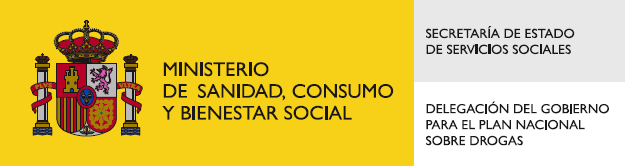 MINISTERIO
DE SANIDAD, CONSUMO
Y BIENESTAR SOCIAL
SECRETARÍA DE ESTADO
DE SERVICIOS SOCIALES
DELEGACIÓN DEL GOBIERNO
PARA EL PLAN NACIONAL
SOBRE DROGAS